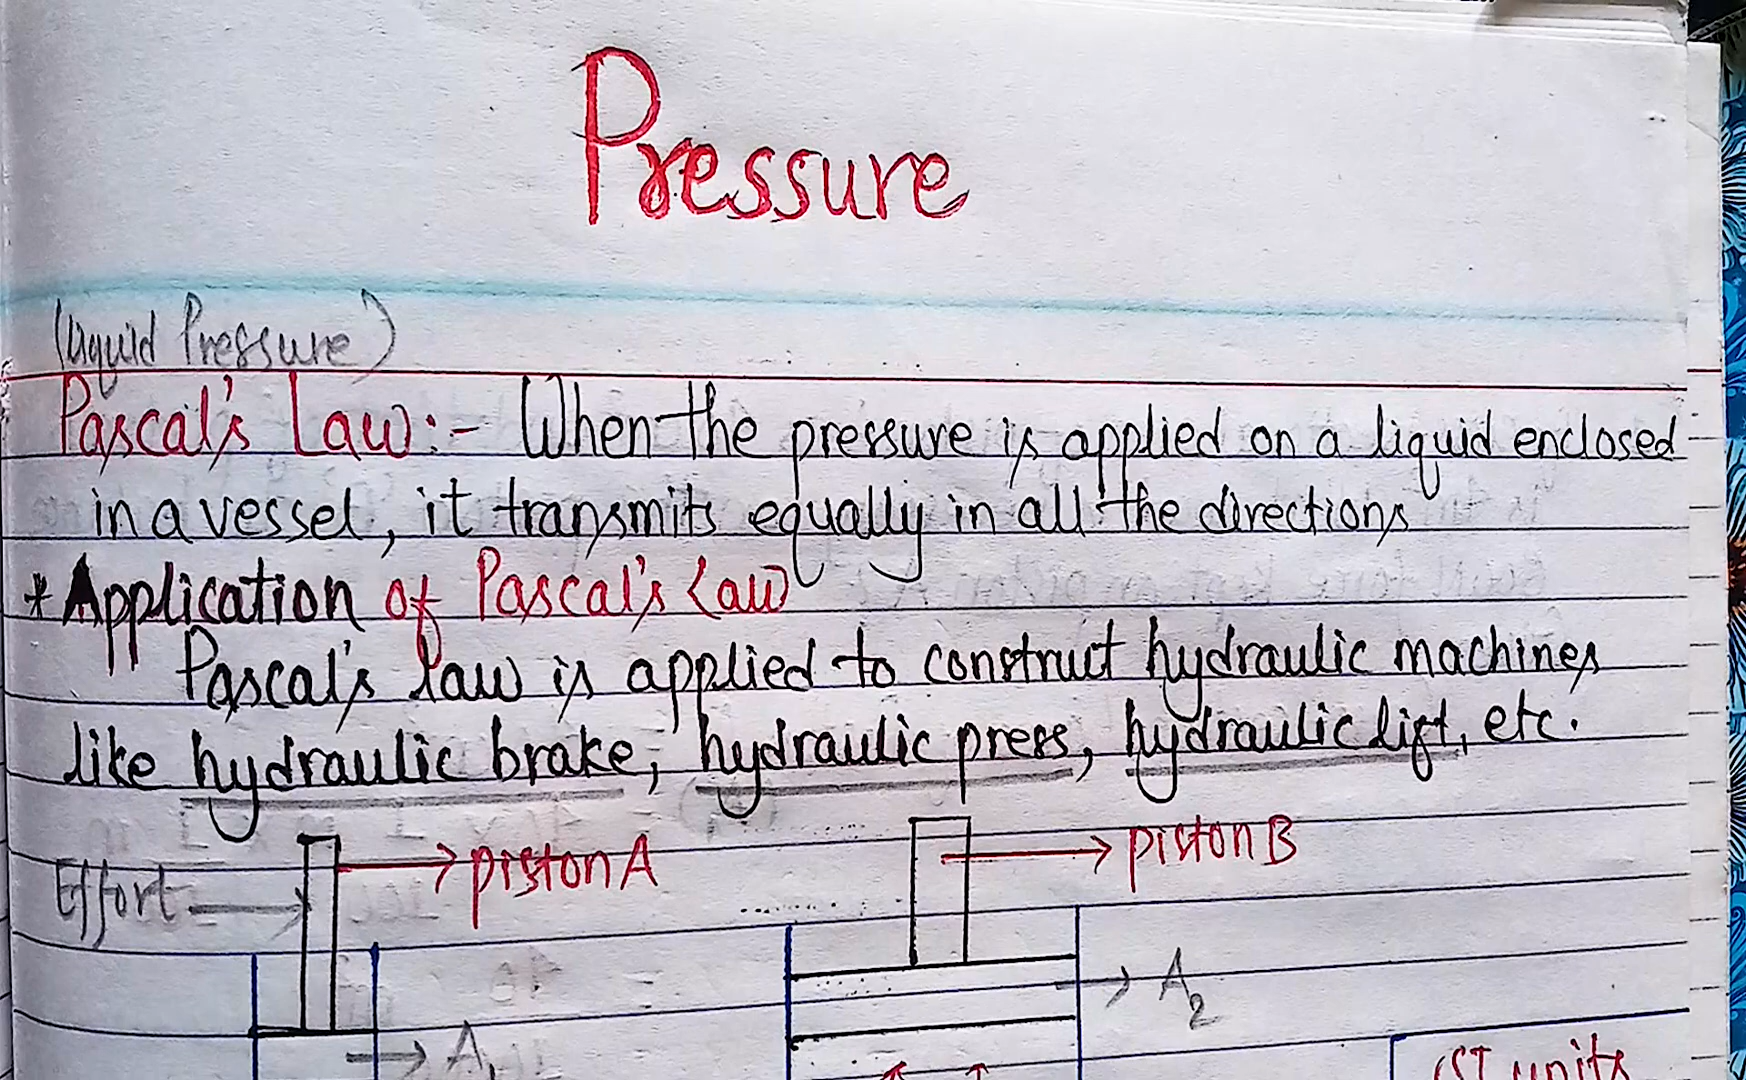 Pressure
(Liquid Pressure)
Pascal's Law:- When the pressure is applied on a liquid enclosed
in a vessel, it transmits equally in all the directions
* Application of Pascal's Law
Pascal's law is applied to construct hydraulic machines
like hydraulic brake, hydraulic press, hydraulic lift, etc.
Effort piston A piston B
A1 A2
(SI units